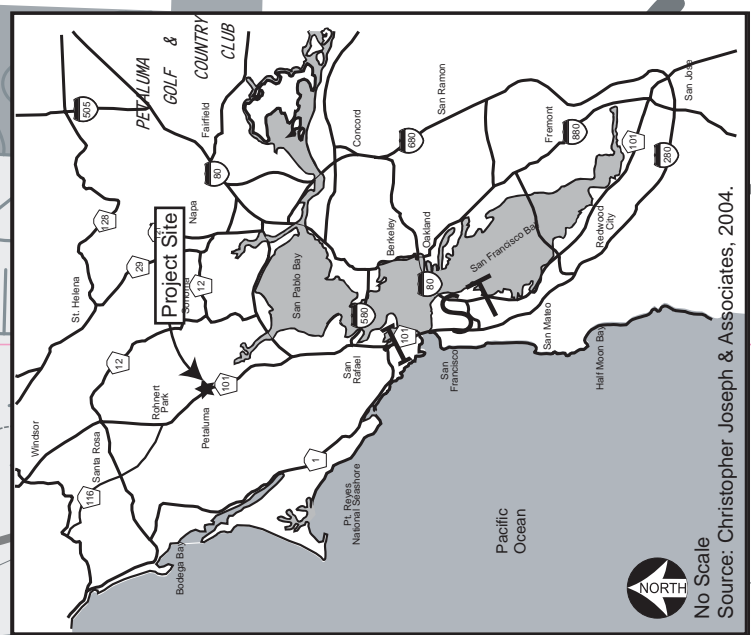 PETALUMA
GOLF &
COUNTRY
CLUB
505
Fairfield
80
128
Napa
Project Site
29
12
St. Helena
12
Windsor
Santa Rosa
116
Rohnert
Park
Petaluma
101
Bodega Bay
1
Pt. Reyes
National Seashore
San
Rafael
San Pablo Bay
580
101
Concord
Berkeley
Oakland
80
San Ramon
680
San Francisco Bay
San
Francisco
Fremont
880
San Jose
101
280
Redwood
City
San Mateo
Half Moon Bay
Pacific
Ocean
NORTH
No Scale
Source: Christopher Joseph & Associates, 2004.